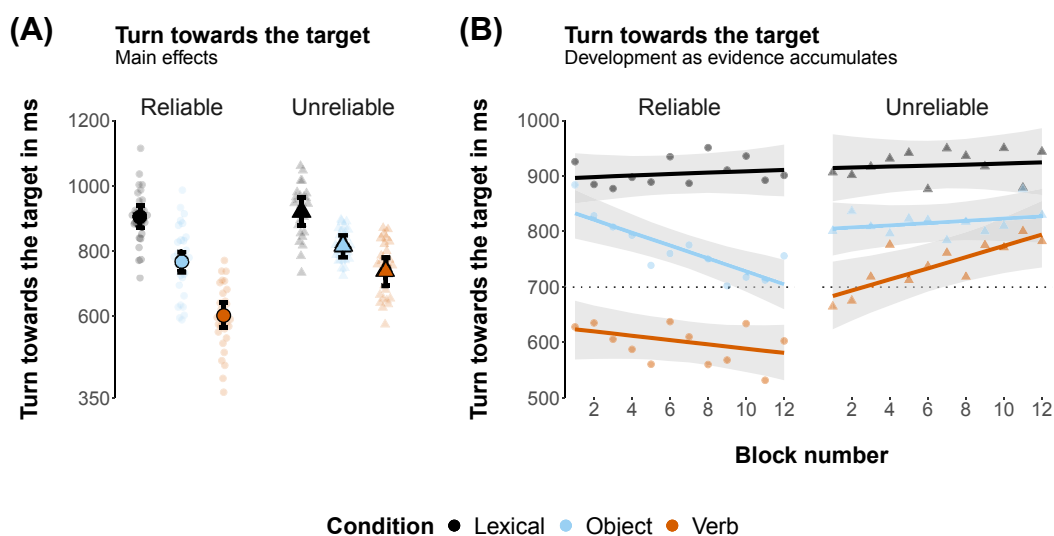 (A)
Turn towards the target
Main effects
Reliable
Unreliable
Turn towards the target in ms
1200
1000
800
600
350
(B)
Turn towards the target
Development as evidence accumulates
Reliable
Unreliable
Turn towards the target in ms
1000
900
800
700
600
500
2 4 6 8 10 12
2 4 6 8 10 12
Block number
Condition Lexical Object Verb